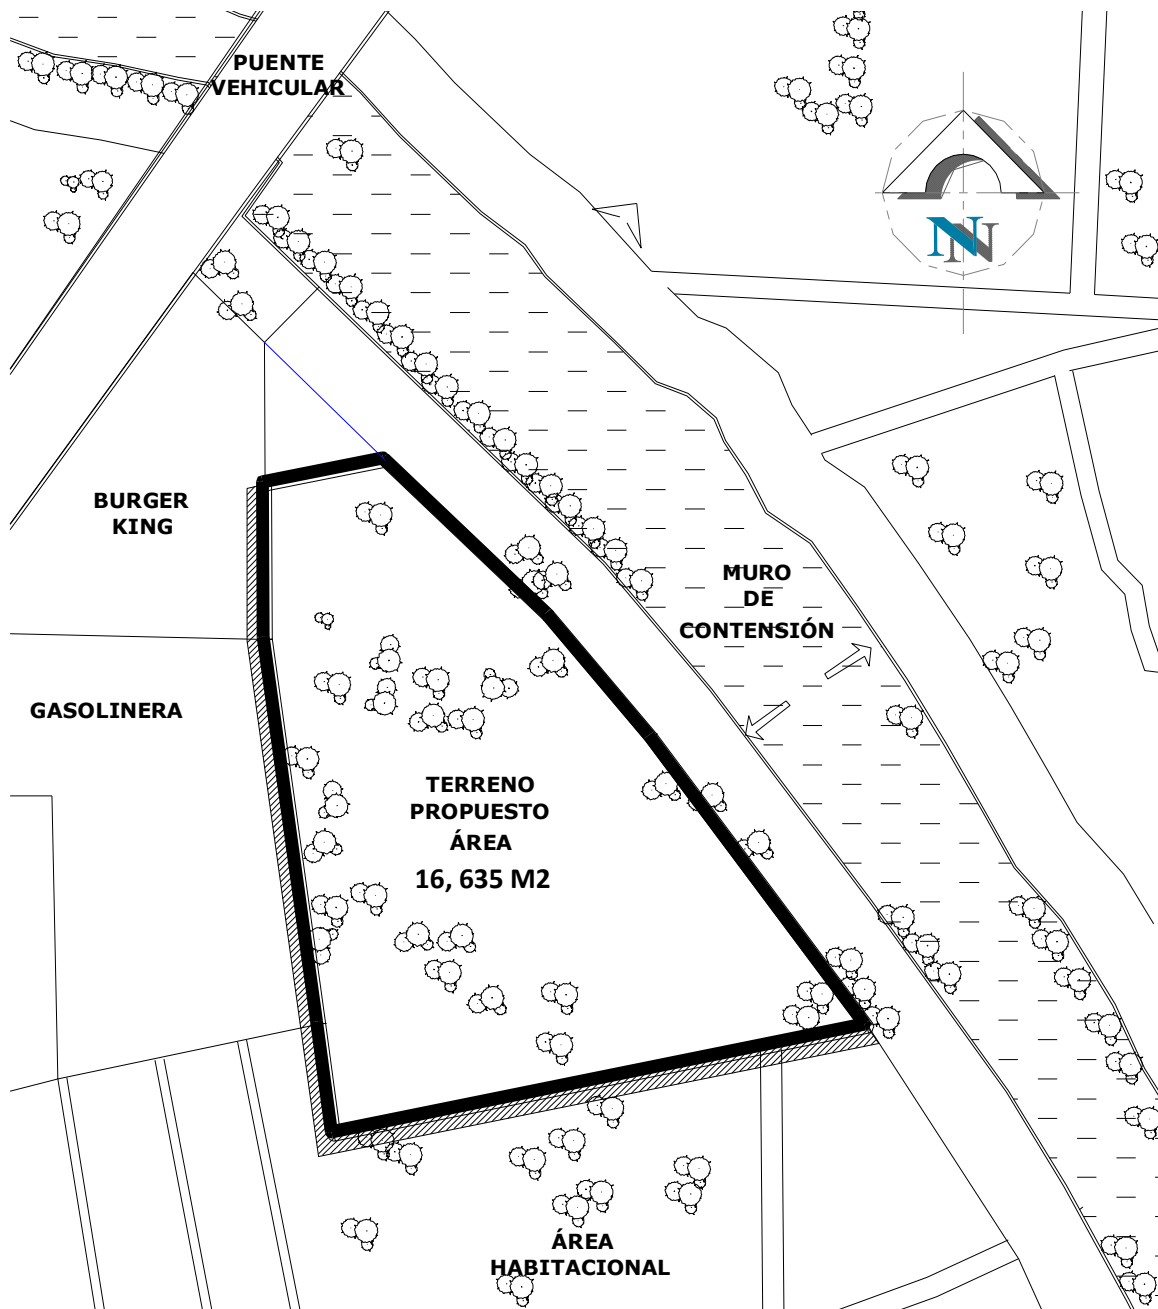 PUENTE
VEHICULAR
N
N
BURGER
KING
MURO
DE
CONTENSIÓN
GASOLINERA
TERRENO
PROPUESTO
ÁREA
16, 635 M2
ÁREA
HABITACIONAL